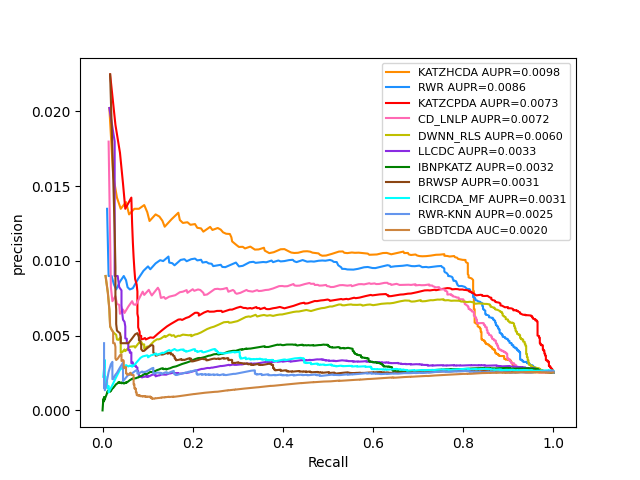 KATZHCDA AUPR=0.0098
RWR AUPR=0.0086
KATZCPDA AUPR=0.0073
CD_LNLP AUPR=0.0072
DWNN_RLS AUPR=0.0060
LLCDC AUPR=0.0033
IBNPKATZ AUPR=0.0032
BRWSP AUPR=0.0031
ICIRCDA_MF AUPR=0.0031
RWR-KNN AUPR=0.0025
GBDTCDA AUC=0.0020
precision
0.020
0.015
0.010
0.005
0.000
0.0 0.2 0.4 0.6 0.8 1.0
Recall